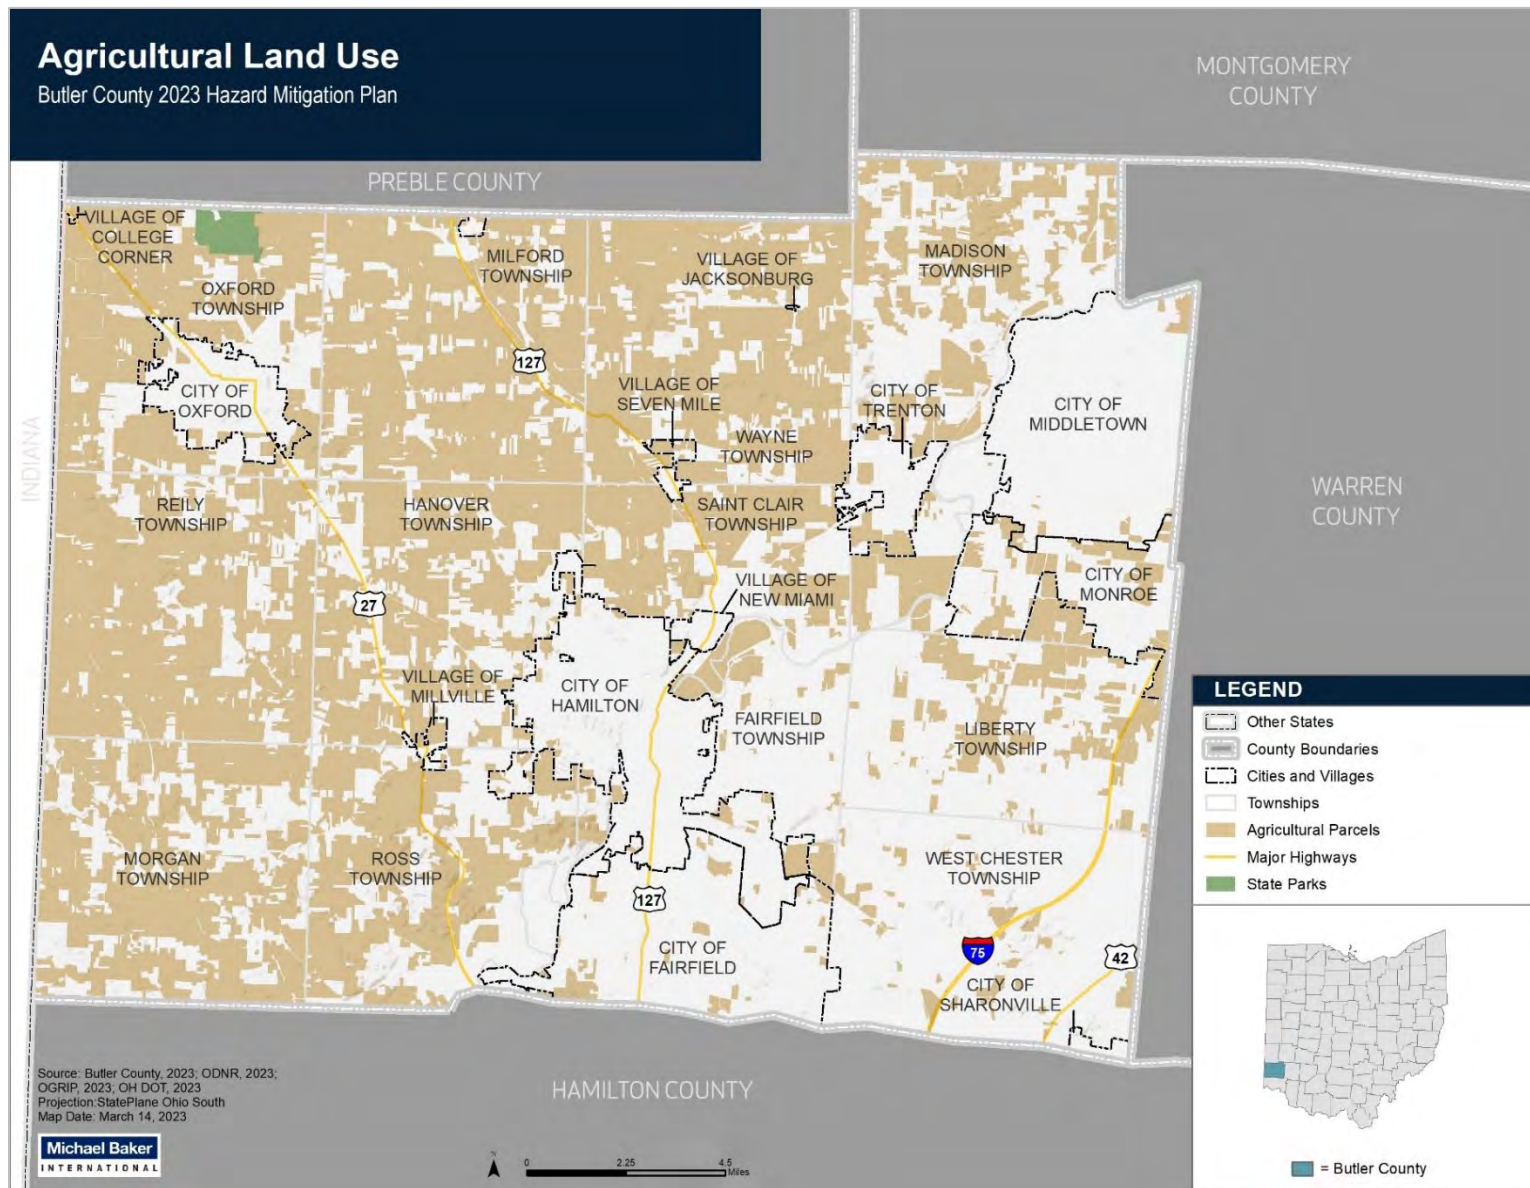 Agricultural Land Use
Butler County 2023 Hazard Mitigation Plan
MONTGOMERY
COUNTY
PREBLE COUNTY
VILLAGE OF
COLLEGE
CORNER
OXFORD
TOWNSHIP
MILFORD
TOWNSHIP
VILLAGE OF
JACKSONBURG
MADISON
TOWNSHIP
127
CITY OF
OXFORD
VILLAGE OF
SEVEN MILE
CITY OF
TRENTON
CITY OF
MIDDLETOWN
WAYNE
TOWNSHIP
INDIANA
REILY
TOWNSHIP
HANOVER
TOWNSHIP
SAINT CLAIR
TOWNSHIP
WARREN
COUNTY
27
VILLAGE OF
NEW MIAMI
CITY OF
MONROE
VILLAGE OF
MILLVILLE
CITY OF
HAMILTON
FAIRFIELD
TOWNSHIP
LIBERTY
TOWNSHIP
MORGAN
TOWNSHIP
ROSS
TOWNSHIP
WEST CHESTER
TOWNSHIP
127
CITY OF
FAIRFIELD
75
42
CITY OF
SHARONVILLE
HAMILTON COUNTY
LEGEND
Other States
County Boundaries
Cities and Villages
Townships
Agricultural Parcels
Major Highways
State Parks
= Butler County
Source: Butler County, 2023; ODNR, 2023;
OGRIP, 2023; OH DOT, 2023
Projection:StatePlane Ohio South
Map Date: March 14, 2023
Michael Baker
INTERNATIONAL
N
0 2.25 4.5
Miles